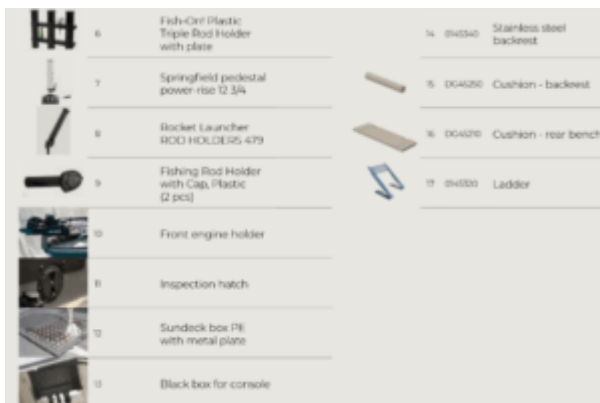 6
Fish-On! Plastic
Triple Rod Holder
with plate
7
Springfield pedestal
power-rise 12 3/4
8
Rocket Launcher
ROD HOLDERS 479
9
Fishing Rod Holder
with Cap, Plastic
(2 pcs)
10
Front engine holder
11
Inspection hatch
12
Sundeck box PE
with metal plate
13
Black box for console
14 Stainless steel
backrest
15 Cushion - backrest
16 Cushion - rear bench
17 Ladder